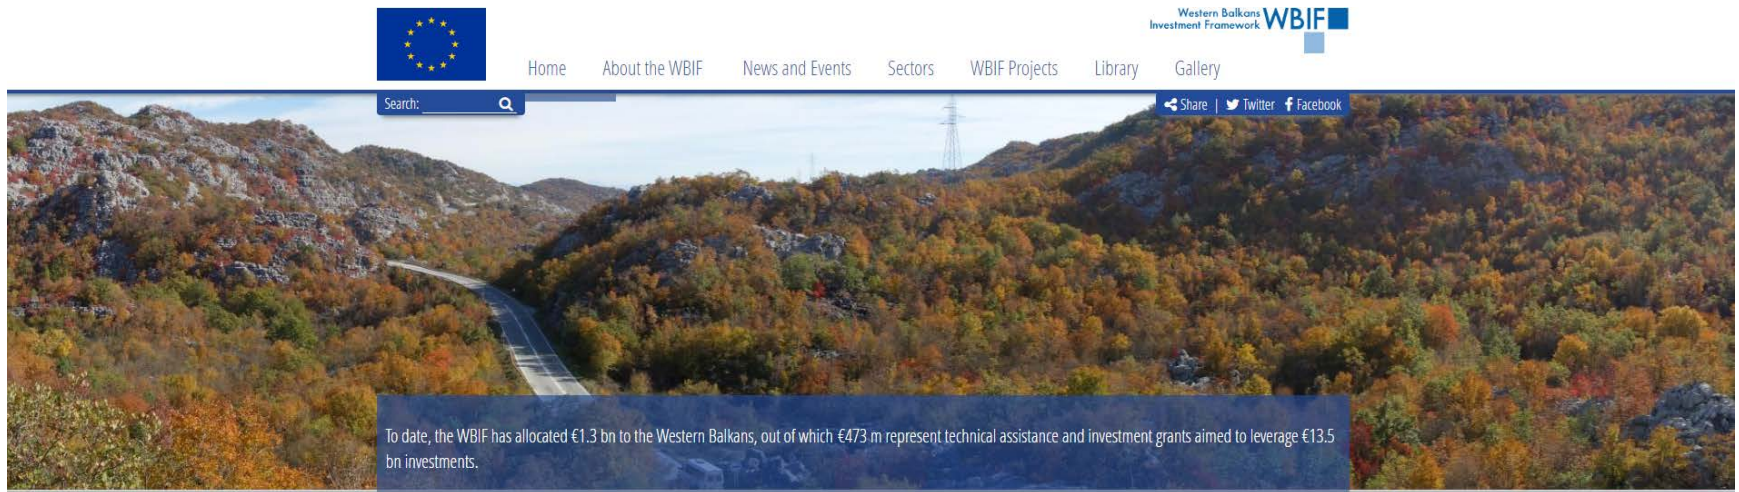 Western Balkans
Investment Framework
WBIF
Home About the WBIF News and Events Sectors WBIF Projects Library Gallery
Search:
Share | Twitter Facebook
To date, the WBIF has allocated €1.3 bn to the Western Balkans, out of which €473 m represent technical assistance and investment grants aimed to leverage €13.5
bn investments.